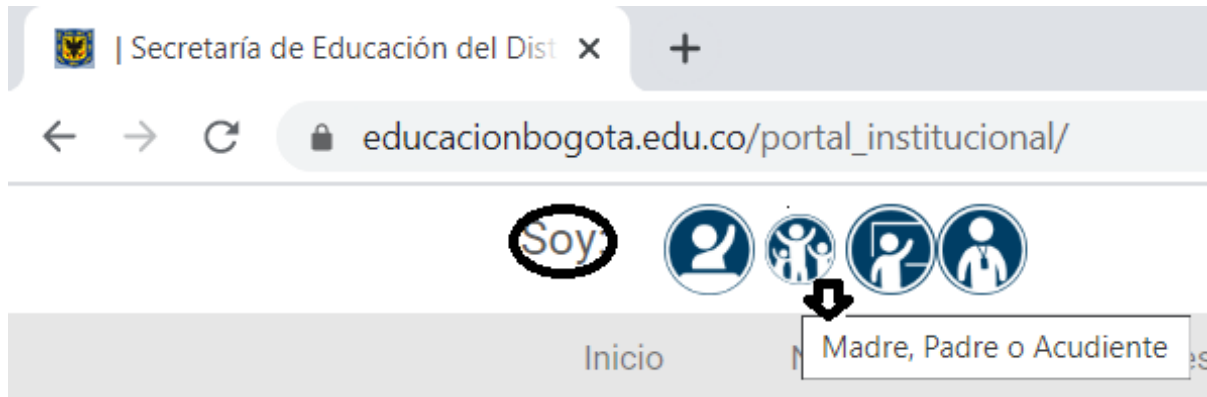 | Secretaría de Educación del Dist
educacionbogota.edu.co/portal_institucional/
Soy:
Inicio
Madre, Padre o Acudiente